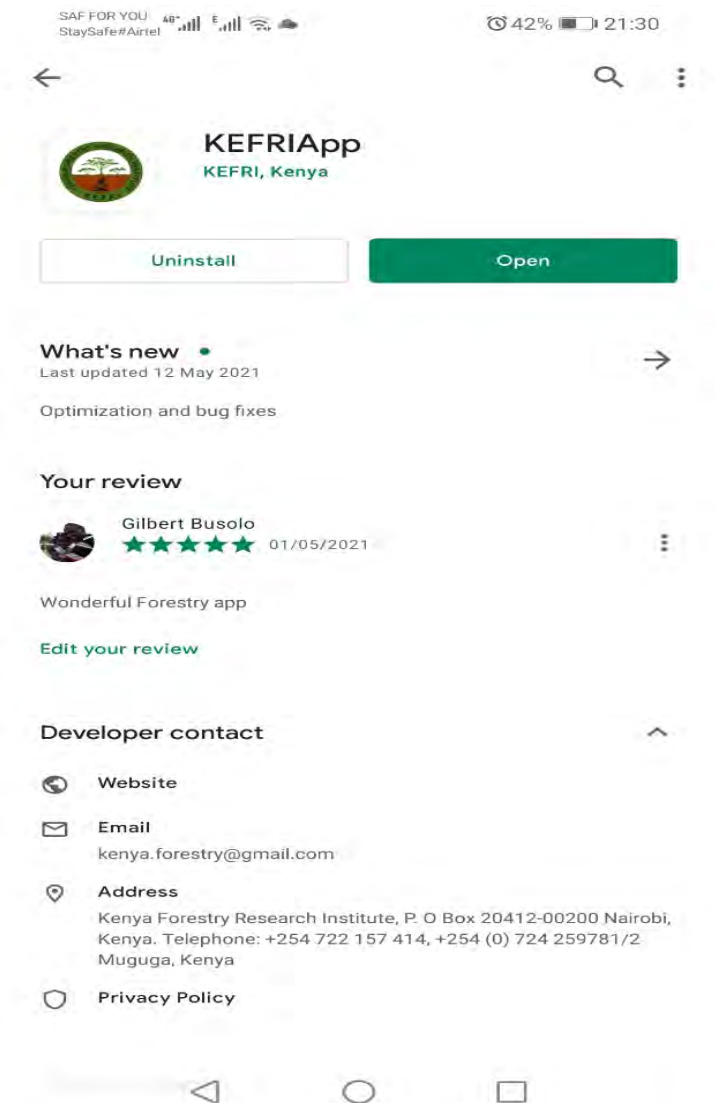 SAF FOR YOU
StaySafe#Airtel
42% 21:30
KEFRIApp
KEFRI, Kenya
Uninstall
Open
What's new
Last updated 12 May 2021
Optimization and bug fixes
Your review
Gilbert Busolo
01/05/2021
Wonderful Forestry app
Edit your review
Developer contact
Website
Email
kenya.forestry@gmail.com
Address
Kenya Forestry Research Institute, P. O Box 20412-00200 Nairobi,
Kenya. Telephone: +254 722 157 414, +254 (0) 724 259781/2
Muguga, Kenya
Privacy Policy